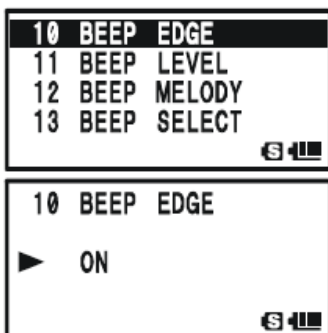 10 BEEP EDGE
11 BEEP LEVEL
12 BEEP MELODY
13 BEEP SELECT
S
10 BEEP EDGE
▶ ON
S